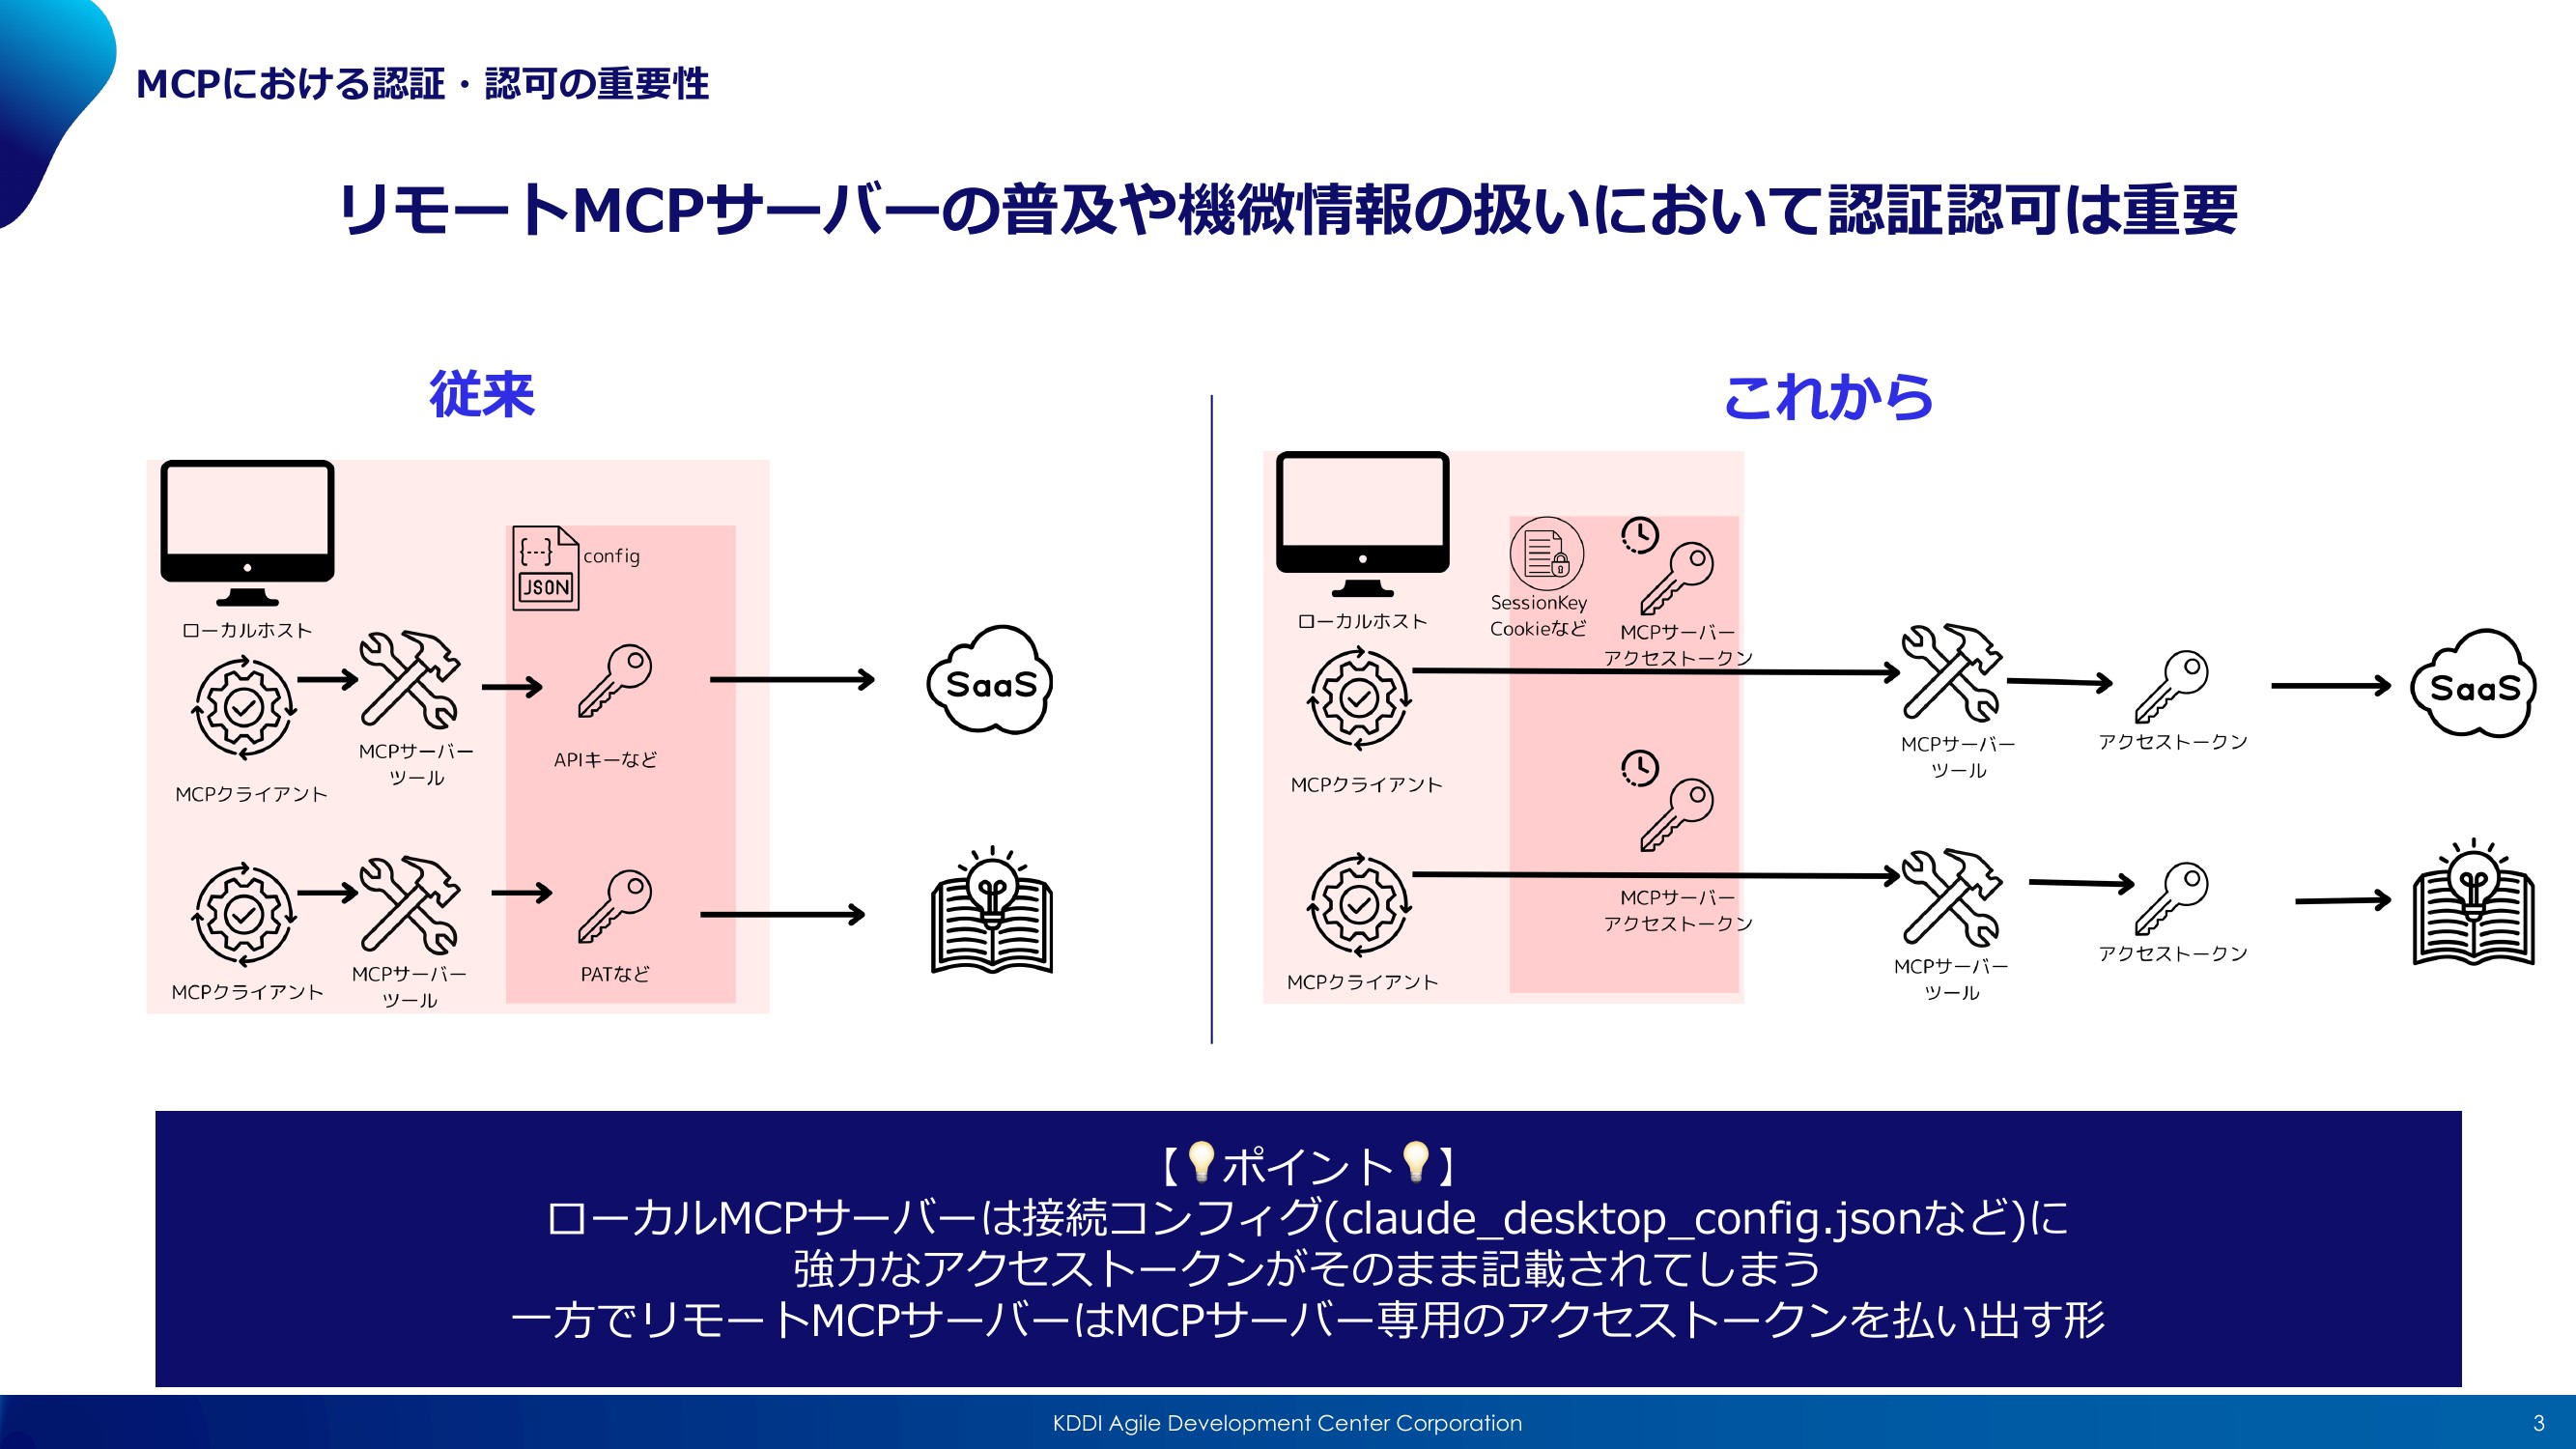 MCPにおける認証・認可の重要性
リモートMCPサーバーの普及や機微情報の扱いにおいて認証認可は重要
従来
ローカルホスト
{---}
JSON
config
MCPクライアント
MCPサーバー
ツール
APIキーなど
SaaS
MCPクライアント
MCPサーバー
ツール
PATなど
これから
ローカルホスト
SessionKey
Cookieなど
MCPサーバー
アクセストークン
MCPクライアント
MCPサーバー
ツール
アクセストークン
SaaS
MCPサーバー
アクセストークン
MCPクライアント
MCPサーバー
ツール
アクセストークン
【💡ポイント💡】
ローカルMCPサーバーは接続コンフィグ(claude_desktop_config.jsonなど)に
強力なアクセストークンがそのまま記載されてしまう
一方でリモートMCPサーバーはMCPサーバー専用のアクセストークンを払い出す形
KDDI Agile Development Center Corporation
3